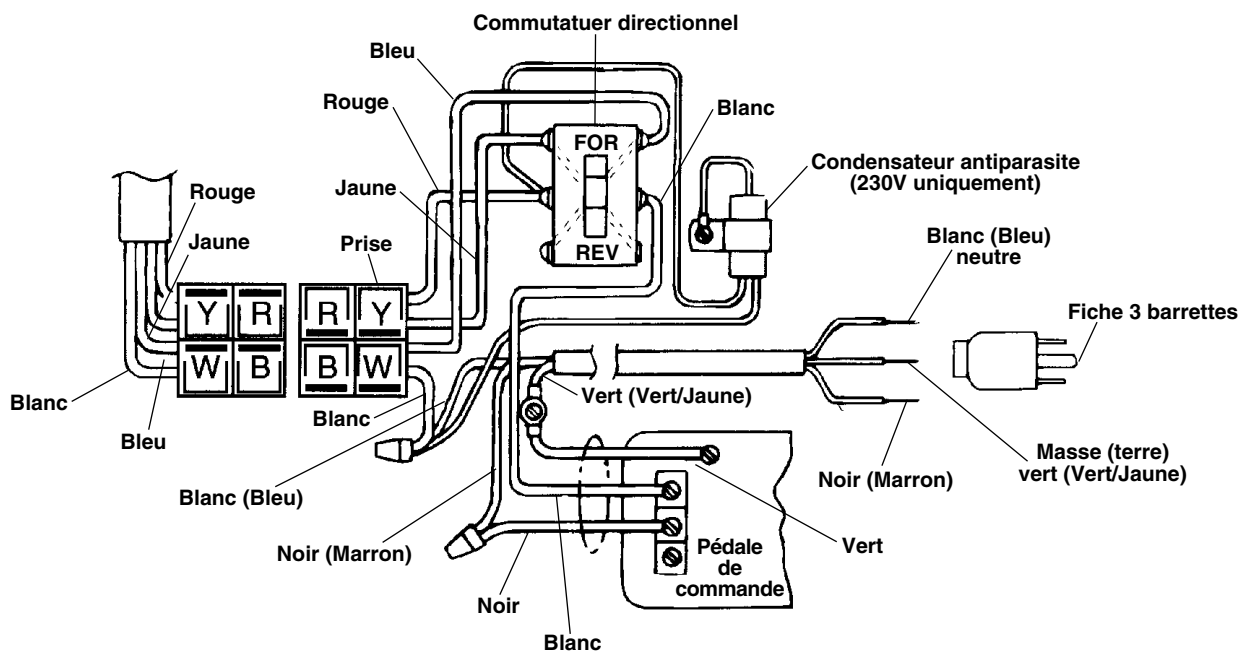 Commutatuer directionnel
Bleu
Rouge
Blanc
FOR
REV
Jaune
Condensateur antiparasite
(230V uniquement)
Rouge
Jaune
Prise
Blanc (Bleu)
neutre
Fiche 3 barrettes
Y R
W B
R Y
B W
Blanc
Bleu
Blanc
Vert (Vert/Jaune)
Blanc (Bleu)
Noir (Marron)
Masse (terre)
vert (Vert/Jaune)
Noir (Marron)
Vert
Pédale
de
commande
Noir
Blanc